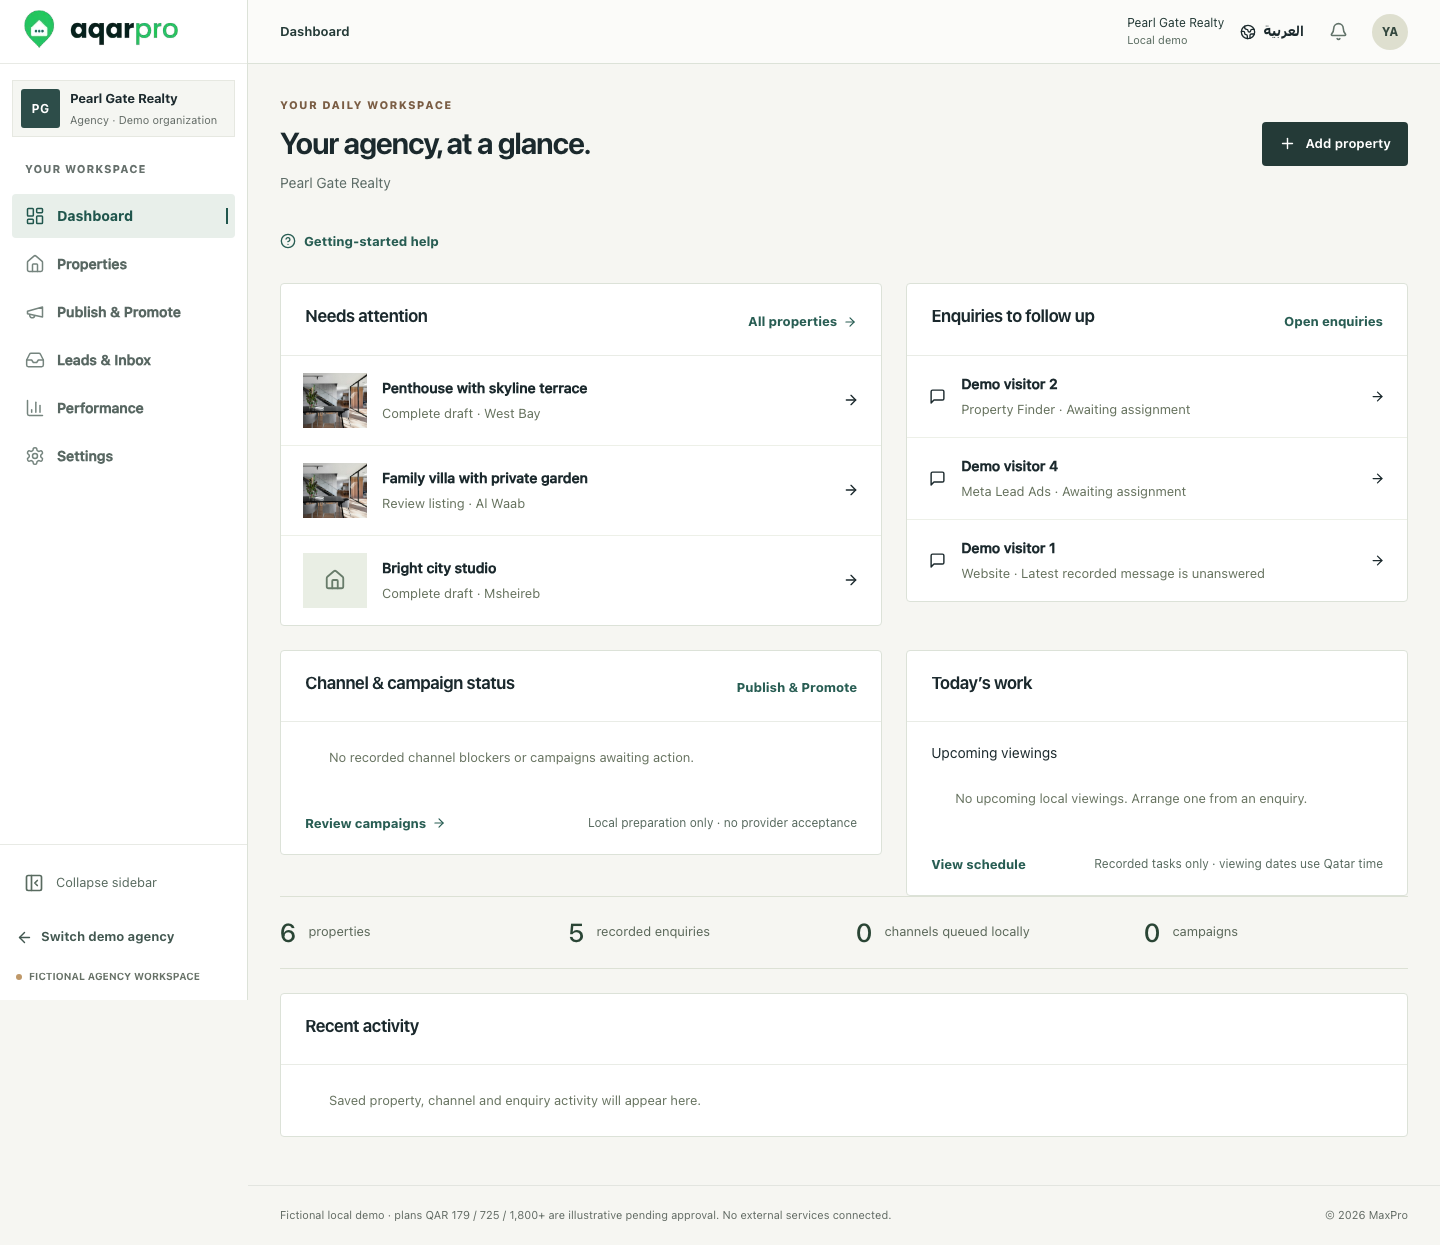 aqarpro
PG
Pearl Gate Realty
Agency · Demo organization
YOUR WORKSPACE
Dashboard
Properties
Publish & Promote
Leads & Inbox
Performance
Settings
Collapse sidebar
Switch demo agency
FICTIONAL AGENCY WORKSPACE
Dashboard
Pearl Gate Realty
Local demo
العربية
YA
YOUR DAILY WORKSPACE
Your agency, at a glance.
Pearl Gate Realty
Add property
Getting-started help
Needs attention
All properties
Penthouse with skyline terrace
Complete draft · West Bay
Family villa with private garden
Review listing · Al Waab
Bright city studio
Complete draft · Msheireb
Enquiries to follow up
Open enquiries
Demo visitor 2
Property Finder · Awaiting assignment
Demo visitor 4
Meta Lead Ads · Awaiting assignment
Demo visitor 1
Website · Latest recorded message is unanswered
Channel & campaign status
Publish & Promote
No recorded channel blockers or campaigns awaiting action.
Review campaigns
Local preparation only · no provider acceptance
Today's work
Upcoming viewings
No upcoming local viewings. Arrange one from an enquiry.
View schedule
Recorded tasks only · viewing dates use Qatar time
6 properties
5 recorded enquiries
0 channels queued locally
0 campaigns
Recent activity
Saved property, channel and enquiry activity will appear here.
Fictional local demo · plans QAR 179 / 725 / 1,800+ are illustrative pending approval. No external services connected.
© 2026 MaxPro